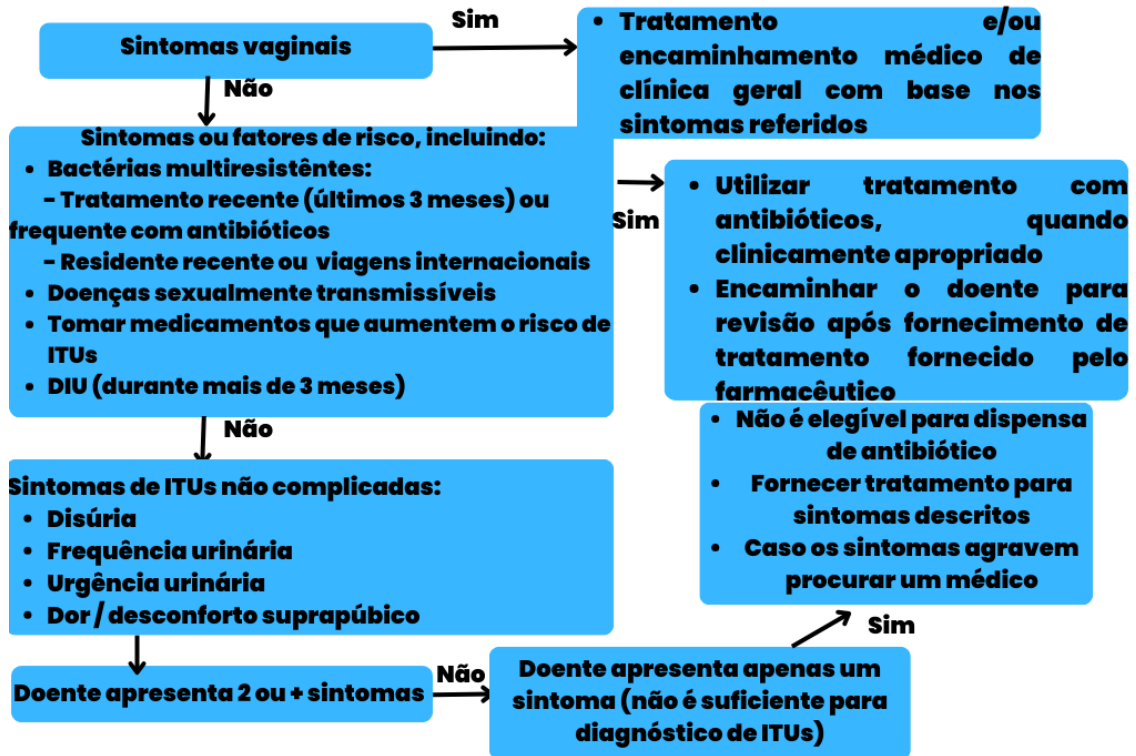 Sintomas vaginais
Sim
Tratamento e/ou
encaminhamento médico de
clínica geral com base nos
sintomas referidos
Não
Sintomas ou fatores de risco, incluindo:
Bactérias multiresistêntes:
- Tratamento recente (últimos 3 meses) ou
frequente com antibióticos
- Residente recente ou viagens internacionais
Doenças sexualmente transmissíveis
Tomar medicamentos que aumentem o risco de
ITUs
DIU (durante mais de 3 meses)
Sim
Utilizar tratamento com
antibióticos, quando
clinicamente apropriado
Encaminhar o doente para
revisão após fornecimento de
tratamento fornecido pelo
farmacêutico
Não
Sintomas de ITUs não complicadas:
Disúria
Frequência urinária
Urgência urinária
Dor / desconforto suprapúbico
Doente apresenta 2 ou + sintomas
Não
Doente apresenta apenas um
sintoma (não é suficiente para
diagnóstico de ITUs)
Sim
Não é elegível para dispensa
de antibiótico
Fornecer tratamento para
sintomas descritos
Caso os sintomas agravem
procurar um médico